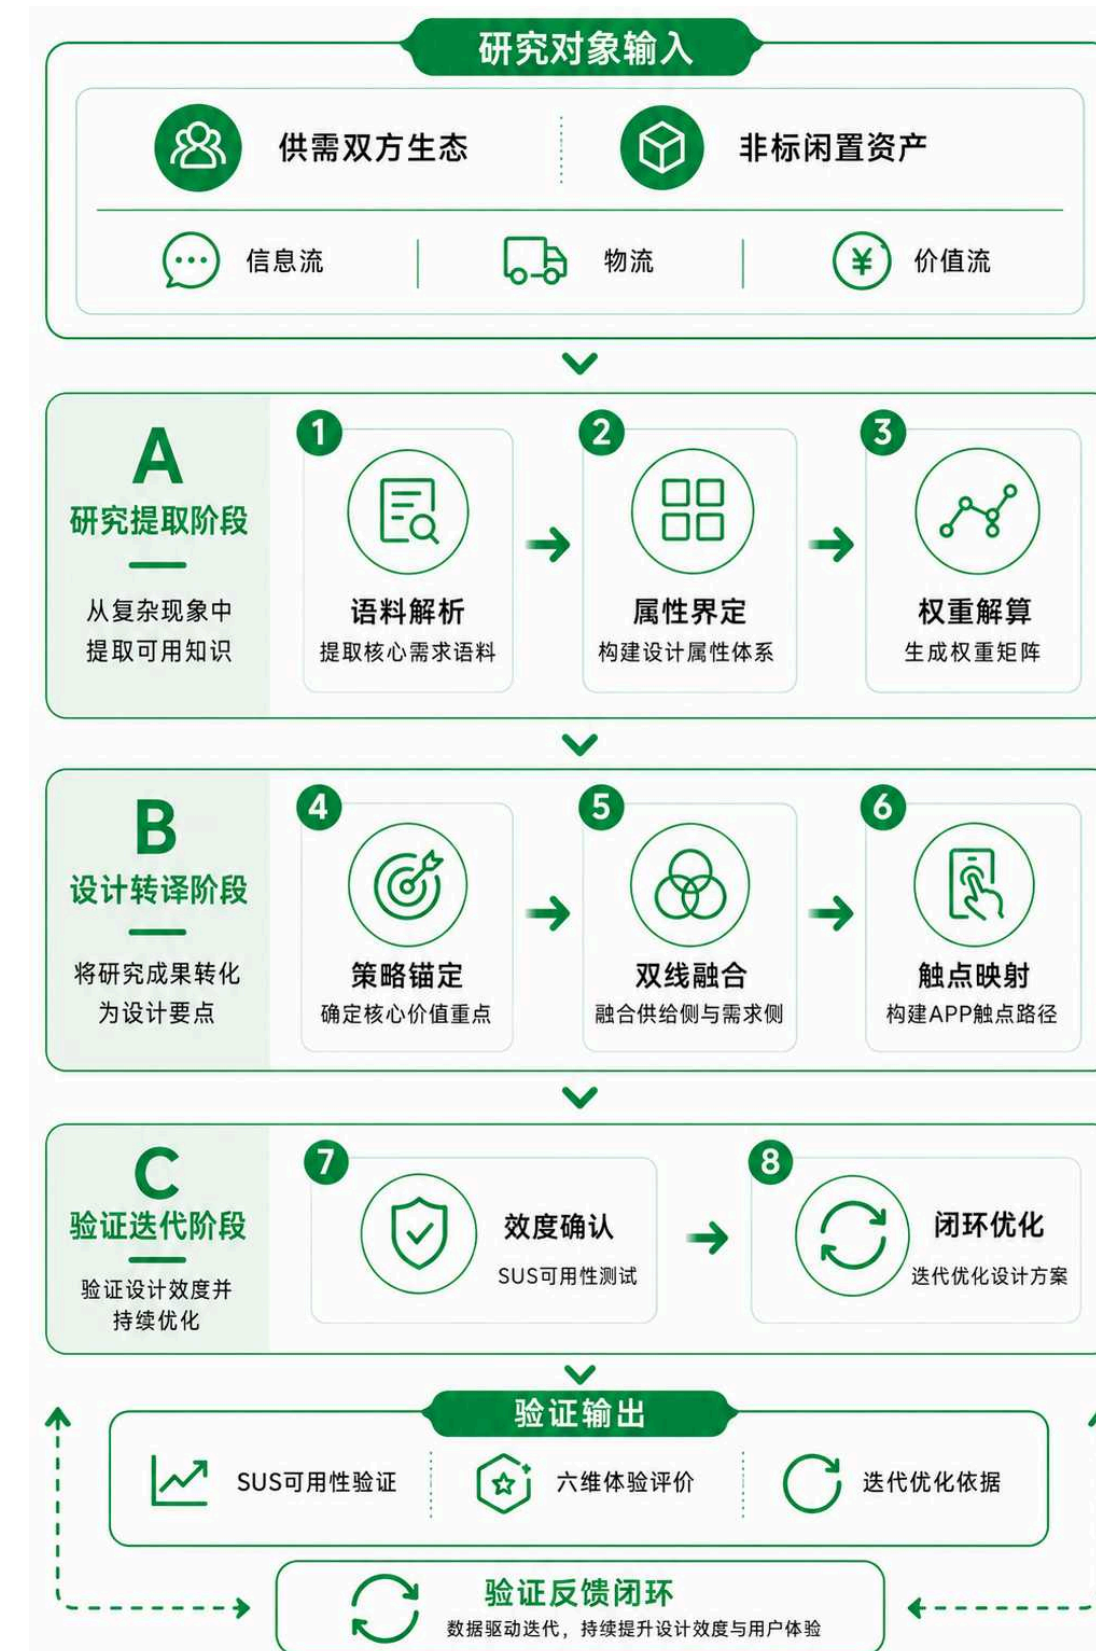 研究对象输入
供需双方生态
非标闲置资产
信息流
物流
¥
价值流
A
研究提取阶段
从复杂现象中
提取可用知识
1
语料解析
提取核心需求语料
2
属性界定
构建设计属性体系
3
权重解算
生成权重矩阵
B
设计转译阶段
将研究成果转化
为设计要点
4
策略锚定
确定核心价值重点
5
双线融合
融合供给侧与需求侧
6
触点映射
构建APP触点路径
C
验证迭代阶段
验证设计效度并
持续优化
7
效度确认
SUS可用性测试
8
闭环优化
迭代优化设计方案
验证输出
SUS可用性验证
六维体验评价
迭代优化依据
验证反馈闭环
数据驱动迭代，持续提升设计效度与用户体验